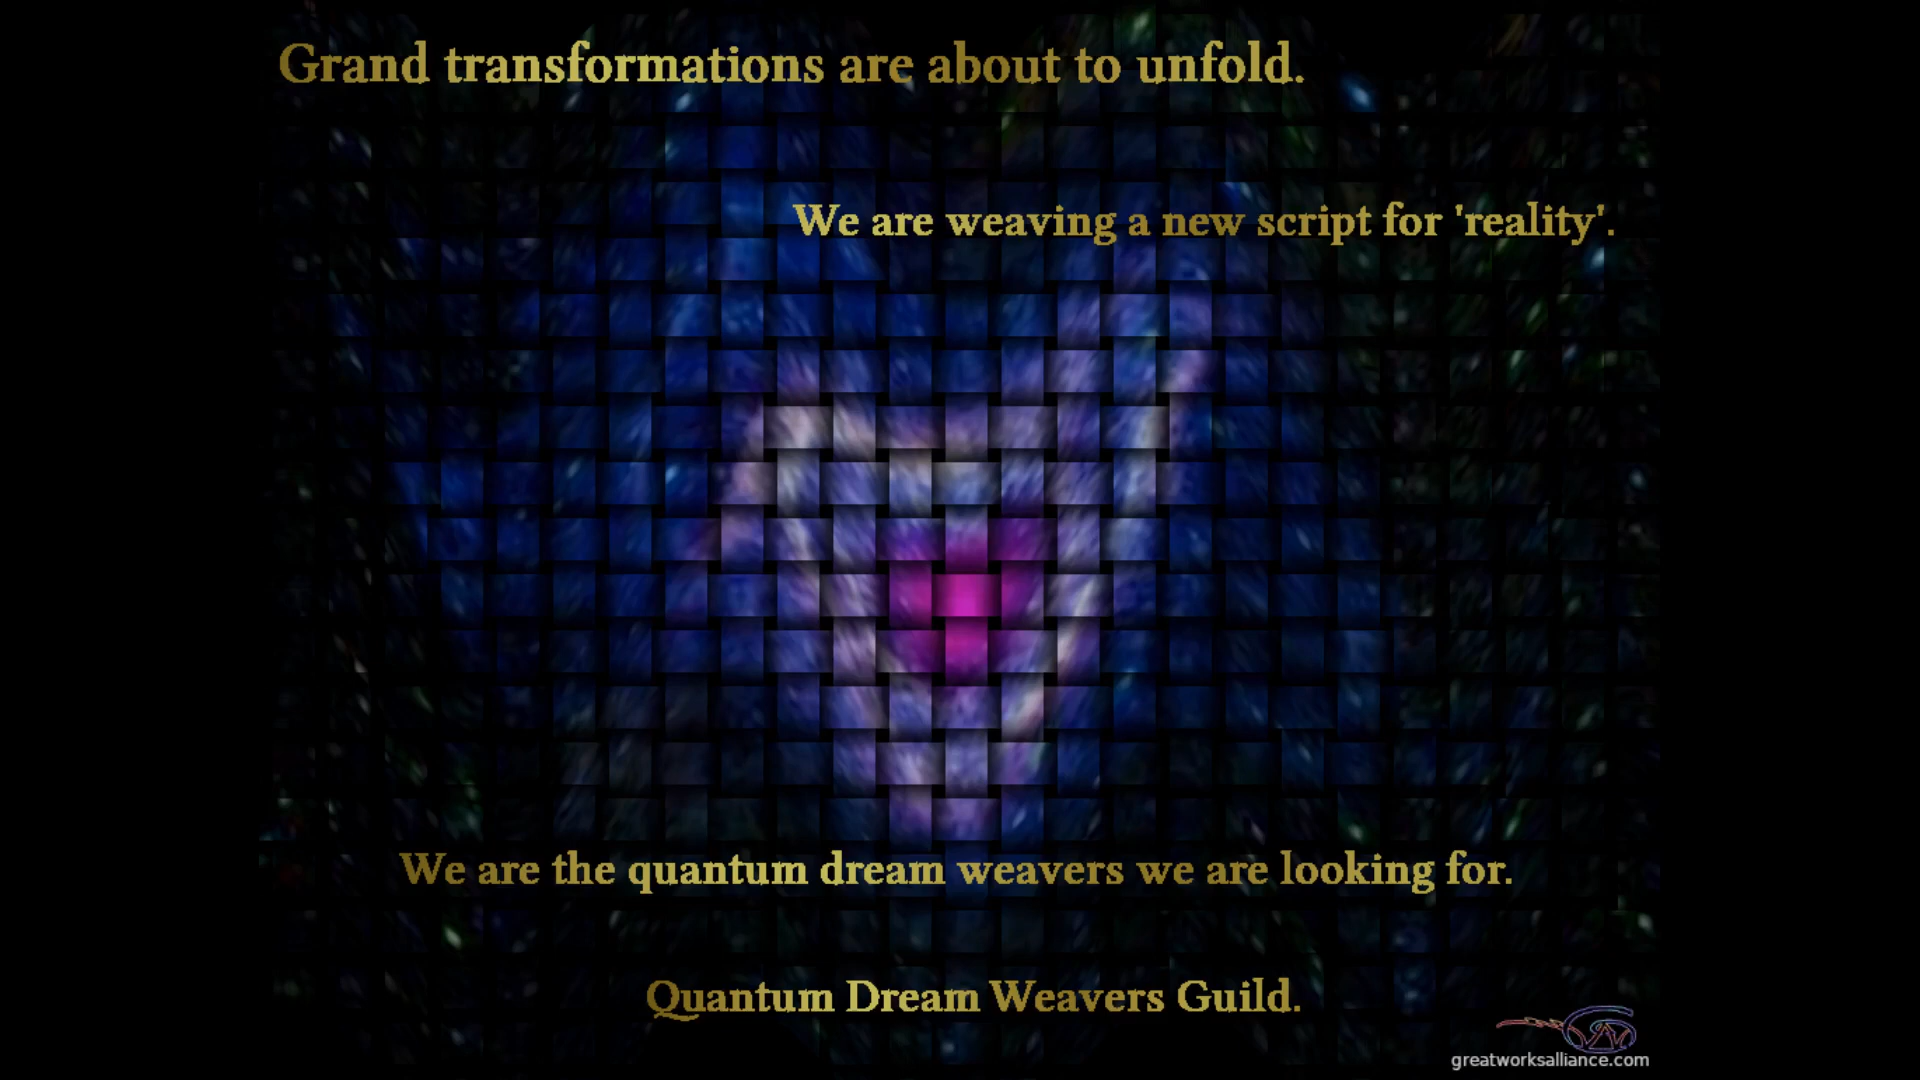 Grand transformations are about to unfold.
We are weaving a new script for 'reality'.
We are the quantum dream weavers we are looking for.
Quantum Dream Weavers Guild.
greatworksalliance.com